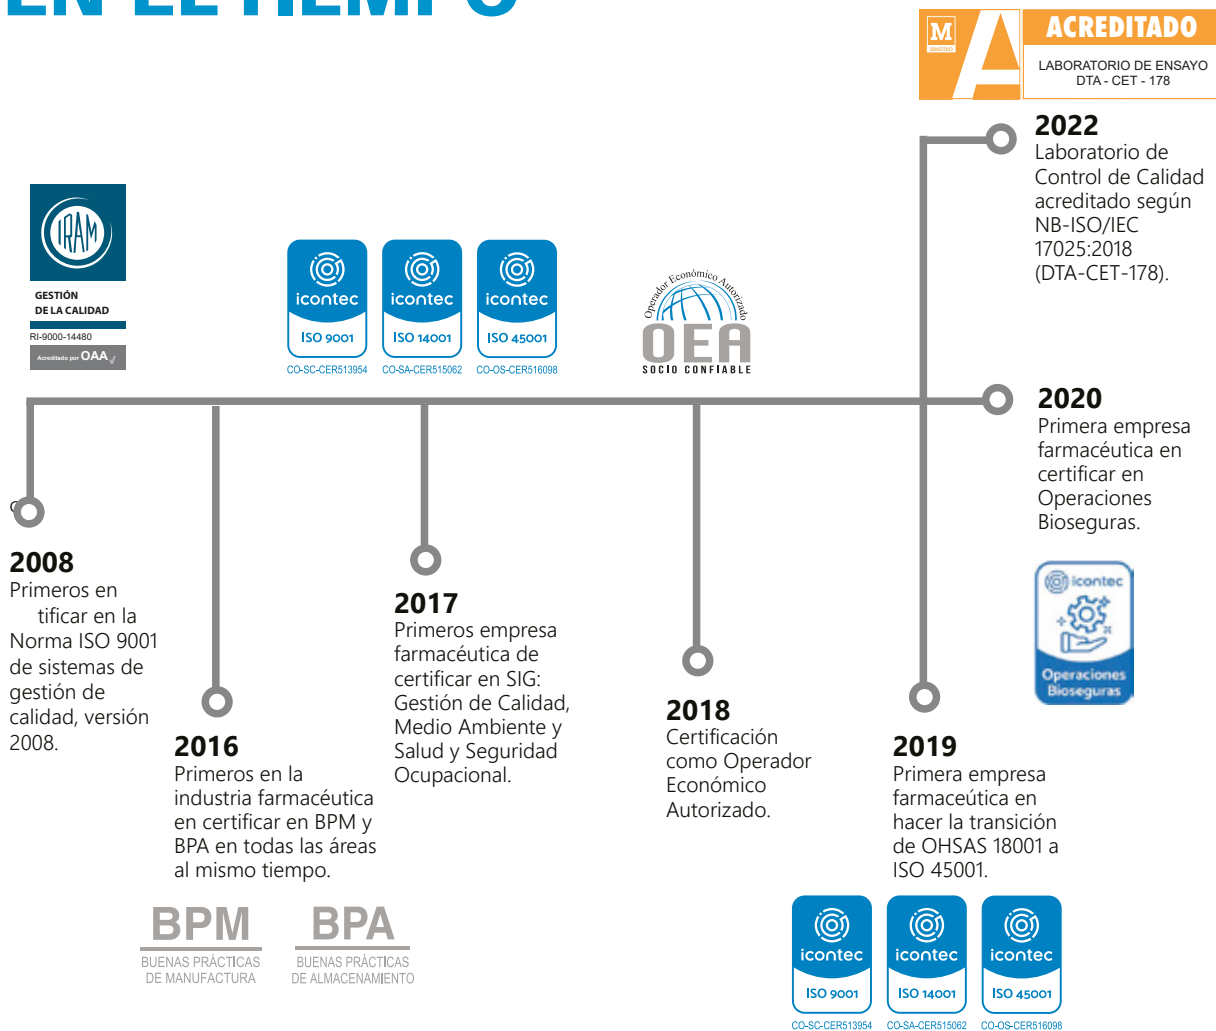 EN EL TIEMPO
M
ACREDITADO
LABORATORIO DE ENSAYO
DTA - CET - 178
2022
Laboratorio de
Control de Calidad
acreditado según
NB-ISO/IEC
17025:2018
(DTA-CET-178).
IRAM
GESTIÓN
DE LA CALIDAD
RI-9000-14480
Acreditado por OAA
icontec
ISO 9001
CO-SC-CER513954
icontec
ISO 14001
CO-SA-CER515062
icontec
ISO 45001
CO-OS-CER516098
Operador Económico Autorizado
OEA
SOCIO CONFIABLE
2020
Primera empresa
farmacéutica en
certificar en
Operaciones
Bioseguras.
icontec
Operaciones
Bioseguras
2008
Primeros en
tificar en la
Norma ISO 9001
de sistemas de
gestión de
calidad, versión
2008.
2016
Primeros en la
industria farmacéutica
en certificar en BPM y
BPA en todas las áreas
al mismo tiempo.
BPM
BUENAS PRÁCTICAS
DE MANUFACTURA
BPA
BUENAS PRÁCTICAS
DE ALMACENAMIENTO
2017
Primeros empresa
farmacéutica de
certificar en SIG:
Gestión de Calidad,
Medio Ambiente y
Salud y Seguridad
Ocupacional.
2018
Certificación
como Operador
Económico
Autorizado.
2019
Primera empresa
farmaceútica en
hacer la transición
de OHSAS 18001 a
ISO 45001.
icontec
ISO 9001
CO-SC-CER513954
icontec
ISO 14001
CO-SA-CER515062
icontec
ISO 45001
CO-OS-CER516098